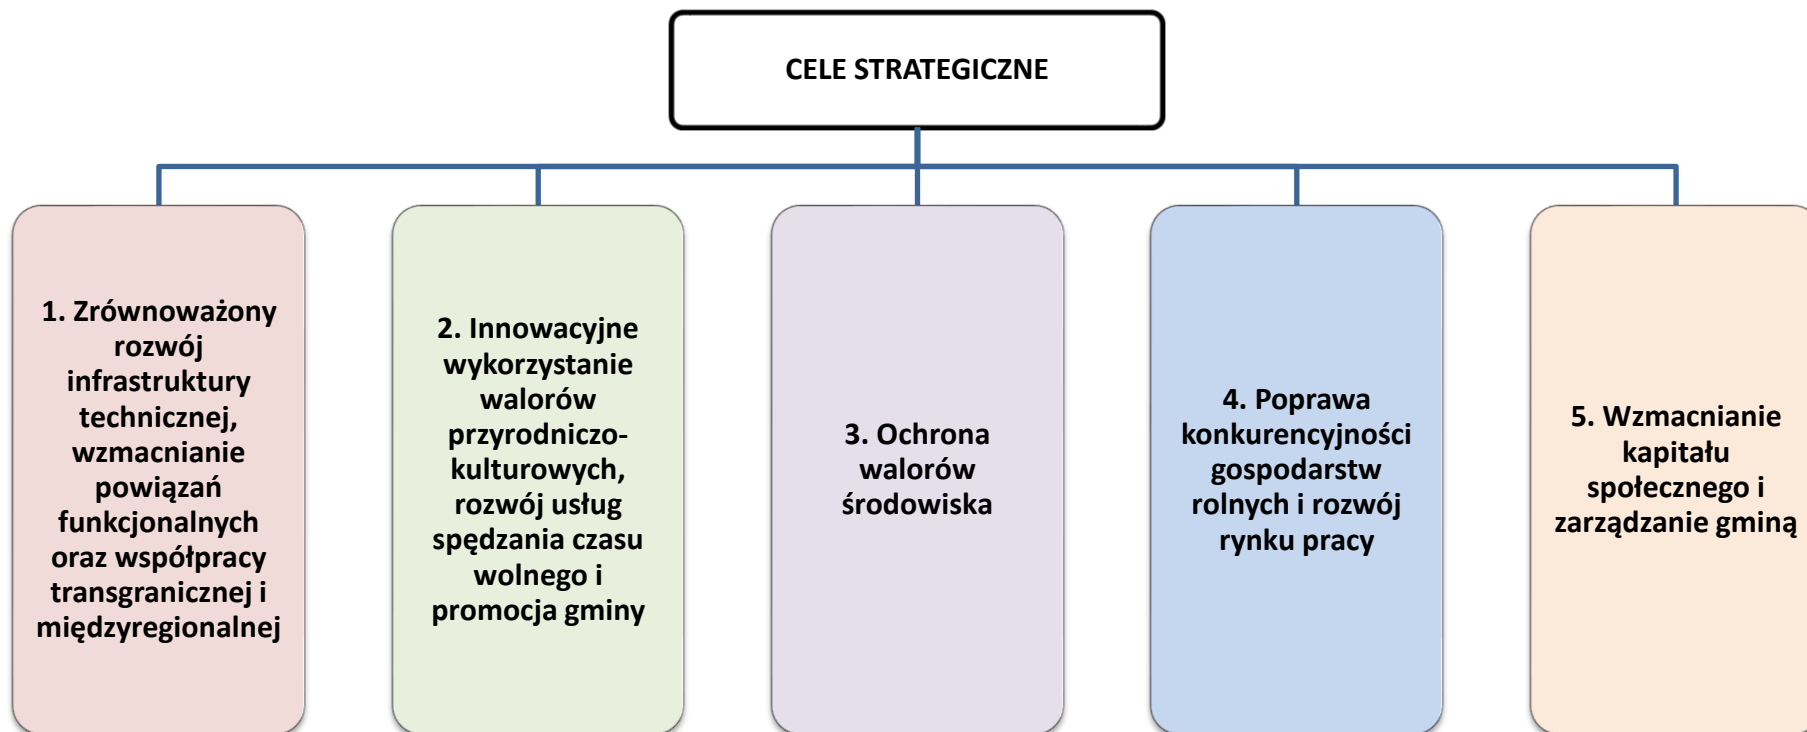 CELE STRATEGICZNE
1. Zrównoważony
rozwój
infrastruktury
technicznej,
wzmacnianie
powiązań
funkcjonalnych
oraz współpracy
transgranicznej i
międzyregionalnej
2. Innowacyjne
wykorzystanie
walorów
przyrodniczo-
kulturowych,
rozwój usług
spędzania czasu
wolnego i
promocja gminy
3. Ochrona
walorów
środowiska
4. Poprawa
konkurencyjności
gospodarstw
rolnych i rozwój
rynku pracy
5. Wzmacnianie
kapitału
społecznego i
zarządzanie gminą